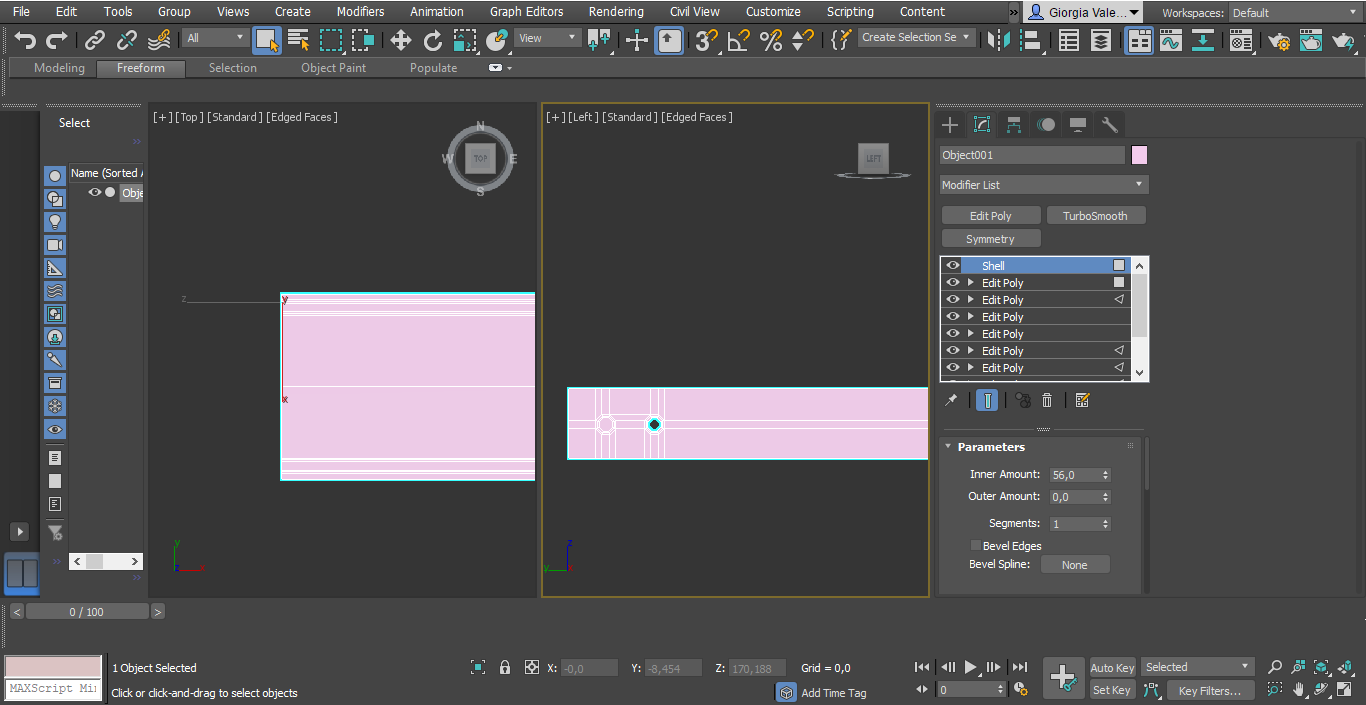 File Edit Tools Group Views Create Modifiers Animation Graph Editors Rendering Civil View Customize Scripting Content » Giorgia Vale... Workspaces: Default
All View Create Selection Se
Modeling Freeform Selection Object Paint Populate
Select
Name (Sorted A
Obje
[+] [Top ] [Standard ] [Edged Faces ]
N
W TOP E
S
z
y
x
y
z x
[+] [Left ] [Standard ] [Edged Faces ]
LEFT
z
y x
Object001
Modifier List
Edit Poly TurboSmooth
Symmetry
Shell
Edit Poly
Edit Poly
Edit Poly
Edit Poly
Edit Poly
Edit Poly
Parameters
Inner Amount: 56,0
Outer Amount: 0,0
Segments: 1
Bevel Edges
Bevel Spline: None
< 0 / 100 >
MAXScript Mi
1 Object Selected
Click or click-and-drag to select objects
X: -0,0 Y: -8,454 Z: 170,188 Grid = 0,0
Add Time Tag
0
Auto Key Selected
Set Key Key Filters...